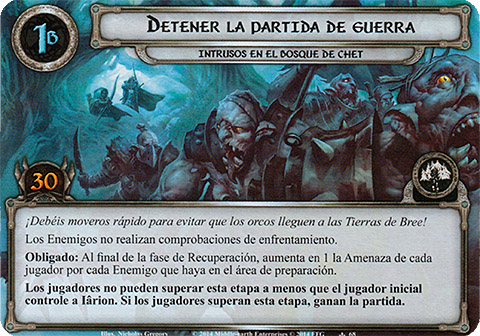 1B
DETENER LA PARTIDA DE GUERRA
INTRUSOS EN EL BOSQUE DE CHET
30
¡Debéis moveros rápido para evitar que los orcos lleguen a las Tierras de Bree!
Los Enemigos no realizan comprobaciones de enfrentamiento.
Obligado: Al final de la fase de Recuperación, aumenta en 1 la Amenaza de cada
jugador por cada Enemigo que haya en el área de preparación.
Los jugadores no pueden superar esta etapa a menos que el jugador inicial
controle a Iârion. Si los jugadores superan esta etapa, ganan la partida.
Illus. Nicholas Gregory © 2014 Middle-earth Enterprises © 2014 FFG 68